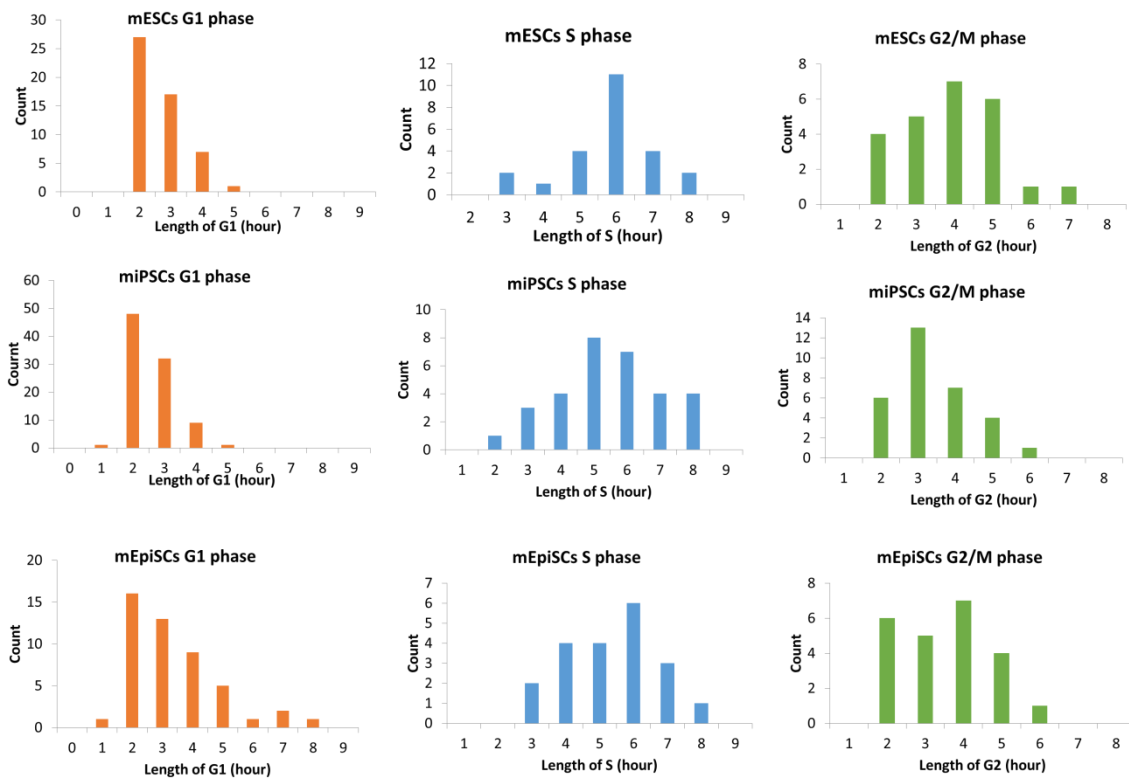 mESCs G1 phase
30
25
20
15
10
5
0
Count
0 1 2 3 4 5 6 7 8 9
Length of G1 (hour)
mESCs S phase
12
10
8
6
4
2
0
Count
2 3 4 5 6 7 8 9
Length of S (hour)
mESCs G2/M phase
8
6
4
2
0
Count
1 2 3 4 5 6 7 8
Length of G2 (hour)
miPSCs G1 phase
60
50
40
30
20
10
0
Cournt
0 1 2 3 4 5 6 7 8 9
Length of G1 (hour)
miPSCs S phase
10
8
6
4
2
0
Count
1 2 3 4 5 6 7 8 9
Length of S (hour)
miPSCs G2/M phase
14
12
10
8
6
4
2
0
Count
1 2 3 4 5 6 7 8
Length of G2 (hour)
mEpiSCs G1 phase
20
15
10
5
0
Count
0 1 2 3 4 5 6 7 8 9
Length of G1 (hour)
mEpiSCs S phase
7
6
5
4
3
2
1
0
Count
1 2 3 4 5 6 7 8 9
Length of S (hour)
mEpiSCs G2/M phase
8
6
4
2
0
Count
1 2 3 4 5 6 7 8
Length of G2 (hour)